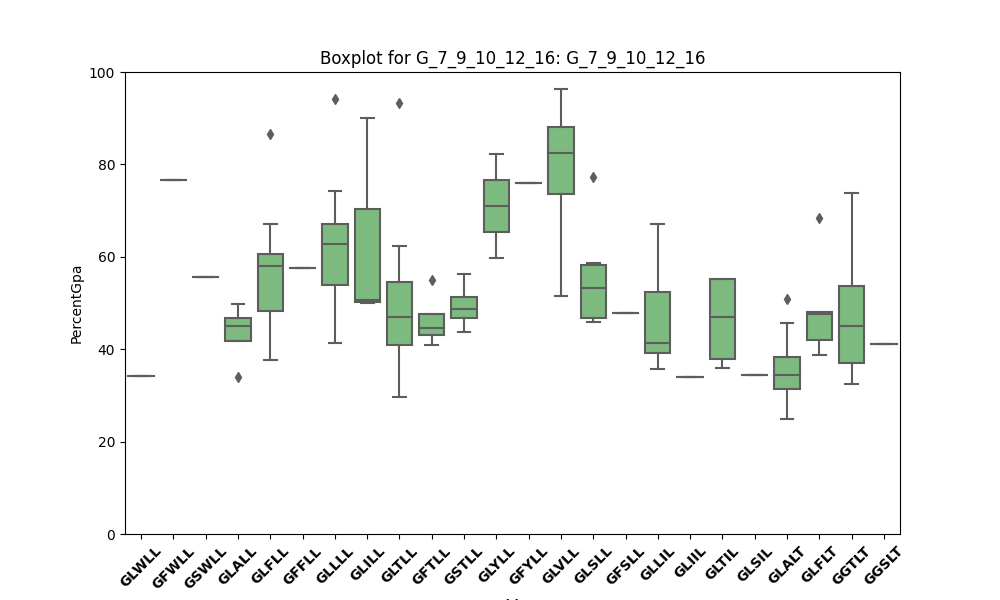 Boxplot for G_7_9_10_12_16: G_7_9_10_12_16
PercentGpa
100
80
60
40
20
0
GLWLL GFWLL GSWLL GLALL GLFLL GFFLL GLLLL GLILL GLTLL GFTLL GSTLL GLYLL GFYLL GLVLL GLSLL GFSLL GLLIL GLIIL GLTIL GLSIL GLALT GLFLT GGTLT GGSLT